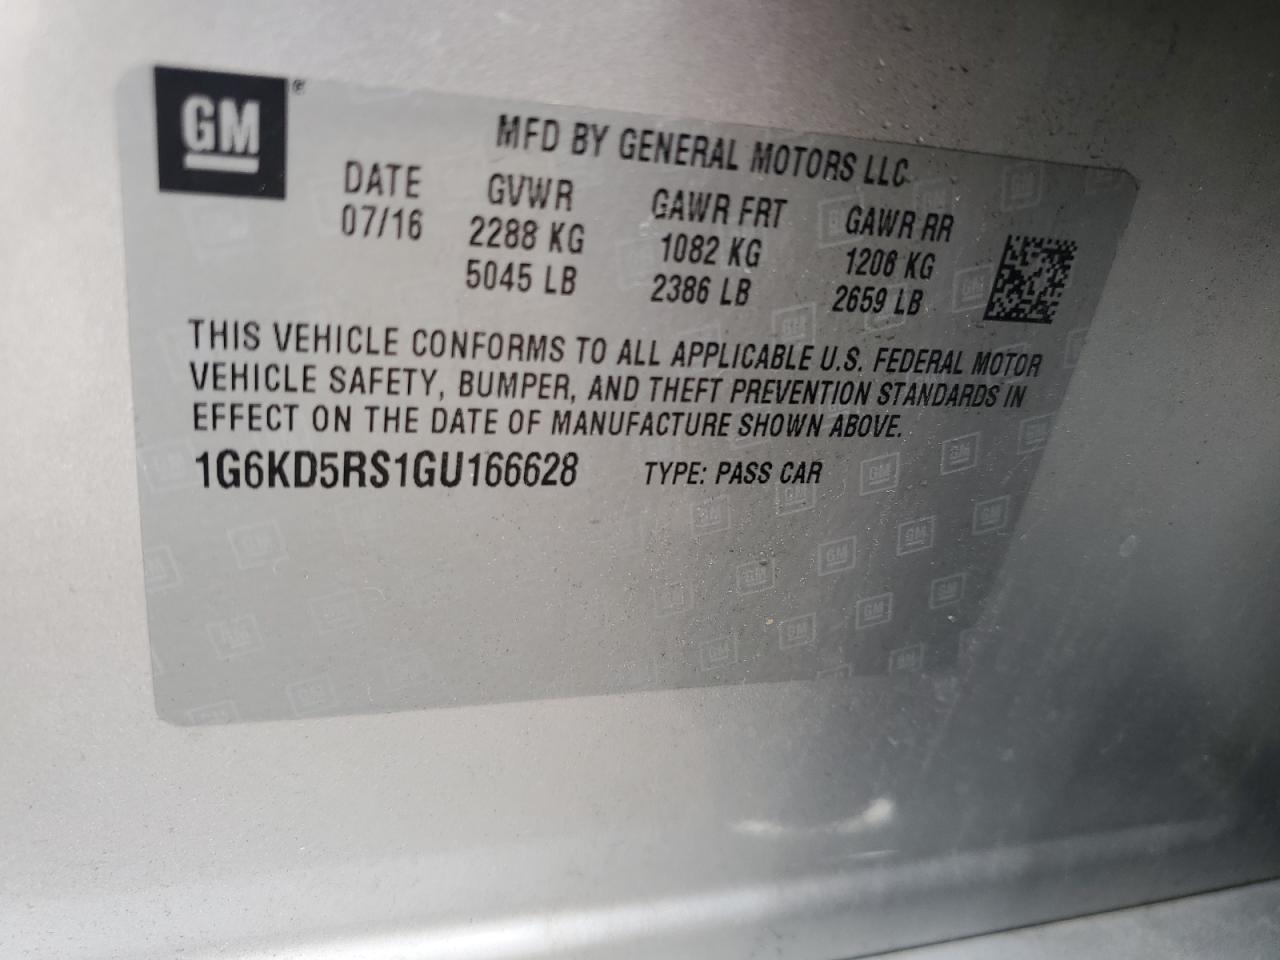 GM
MFD BY GENERAL MOTORS LLC
DATE GVWR GAWR FRT GAWR RR
07/16 2288 KG 1082 KG 1206 KG
5045 LB 2386 LB 2659 LB
THIS VEHICLE CONFORMS TO ALL APPLICABLE U.S. FEDERAL MOTOR
VEHICLE SAFETY, BUMPER, AND THEFT PREVENTION STANDARDS IN
EFFECT ON THE DATE OF MANUFACTURE SHOWN ABOVE.
1G6KD5RS1GU166628 TYPE: PASS CAR